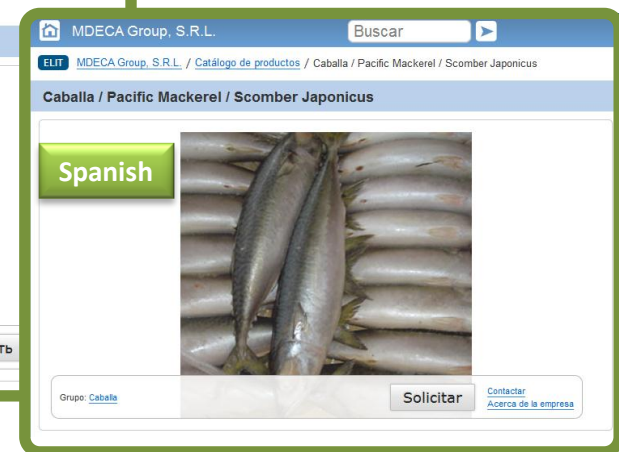 MDECA Group, S.R.L.
Buscar
ELIT MDECA Group, S.R.L. / Catálogo de productos / Caballa / Pacific Mackerel / Scomber Japonicus
Caballa / Pacific Mackerel / Scomber Japonicus
Spanish
ть
Grupo: Caballa
Solicitar
Contactar
Acerca de la empresa